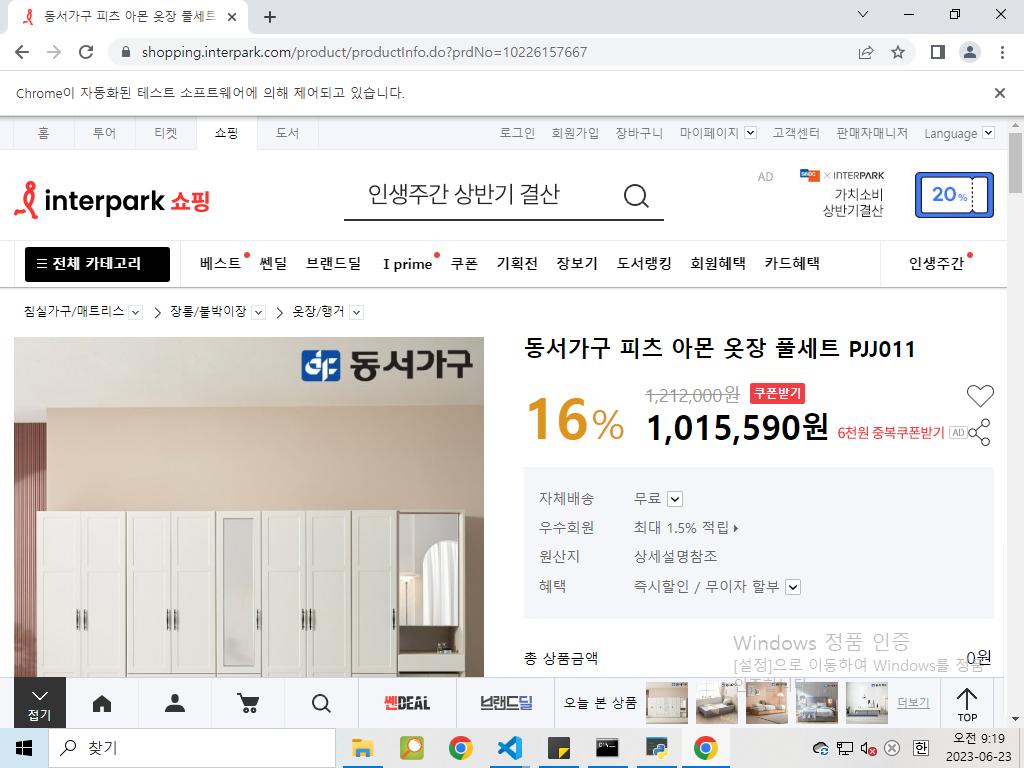 동서가구 피츠 아몬 옷장 풀세트
shopping.interpark.com/product/productInfo.do?prdNo=10226157667
Chrome이 자동화된 테스트 소프트웨어에 의해 제어되고 있습니다.
홈 투어 티켓 쇼핑 도서 로그인 회원가입 장바구니 마이페이지 고객센터 판매자매니저 Language
interpark 쇼핑
인생주간 상반기 결산
AD
× INTERPARK
가치소비
상반기결산
20%
전체 카테고리 베스트 쎈딜 브랜드딜 I prime 쿠폰 기획전 장보기 도서랭킹 회원혜택 카드혜택 인생주간
침실가구/매트리스 장롱/붙박이장 옷장/행거
동서가구
동서가구 피츠 아몬 옷장 풀세트 PJJ011
16%
1,212,000원 쿠폰받기
1,015,590원 6천원 중복쿠폰받기 AD
자체배송 무료
우수회원 최대 1.5% 적립
원산지 상세설명참조
혜택 즉시할인 / 무이자 할부
총 상품금액 0원
Windows 정품 인증
[설정]으로 이동하여 Windows를 정품
접기
쎈DEAL 브랜드딜 오늘 본 상품 더보기
TOP
찾기
한
오전 9:19
2023-06-23